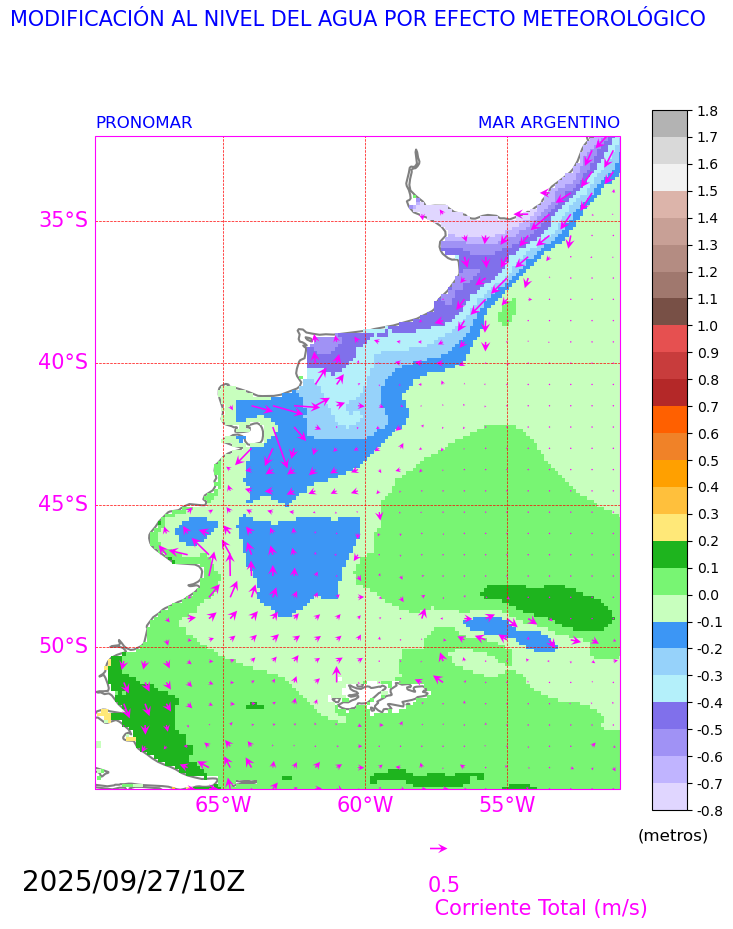 MODIFICACIÓN AL NIVEL DEL AGUA POR EFECTO METEOROLÓGICO
PRONOMAR MAR ARGENTINO
35°S
40°S
45°S
50°S
65°W 60°W 55°W
1.8
1.7
1.6
1.5
1.4
1.3
1.2
1.1
1.0
0.9
0.8
0.7
0.6
0.5
0.4
0.3
0.2
0.1
0.0
-0.1
-0.2
-0.3
-0.4
-0.5
-0.6
-0.7
-0.8
(metros)
2025/09/27/10Z
0.5
Corriente Total (m/s)